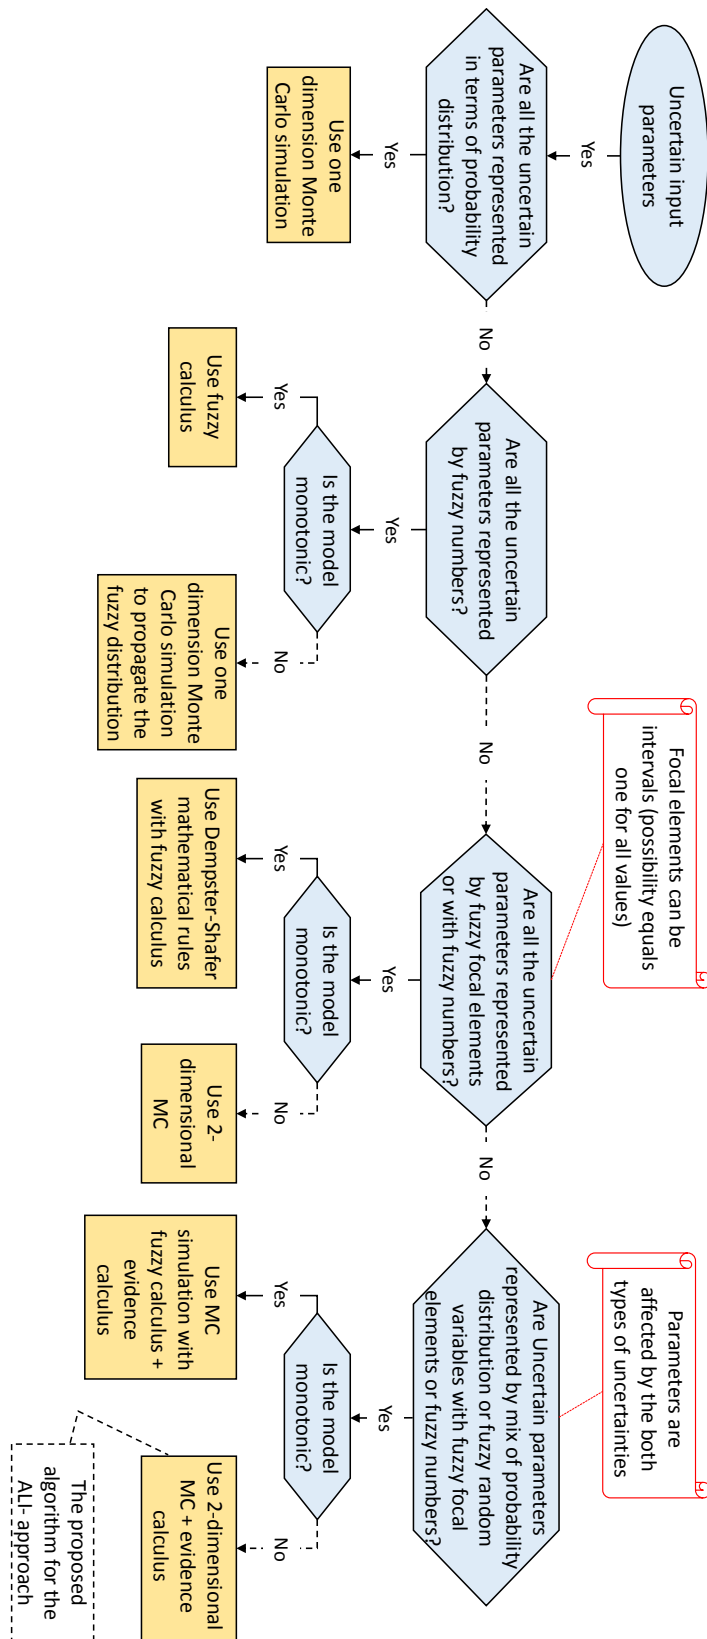 Uncertain input
parameters
Yes
Are all the uncertain
parameters represented
in terms of probability
distribution?
Yes
Use one
dimension Monte
Carlo simulation
No
Are all the uncertain
parameters represented
by fuzzy numbers?
Yes
Is the model
monotonic?
Yes
Use fuzzy
calculus
No
Use one
dimension Monte
Carlo simulation
to propagate the
fuzzy distribution
No
Focal elements can be
intervals (possibility equals
one for all values)
Are all the uncertain
parameters represented
by fuzzy focal elements
or with fuzzy numbers?
Yes
Is the model
monotonic?
Yes
Use Dempster-Shafer
mathematical rules
with fuzzy calculus
No
Use 2-
dimensional
MC
No
Parameters are
affected by the both
types of uncertainties
Are Uncertain parameters
represented by mix of probability
distribution or fuzzy random
variables with fuzzy focal
elements or fuzzy numbers?
Yes
Is the model
monotonic?
Yes
Use MC
simulation with
fuzzy calculus +
evidence
calculus
No
Use 2-dimensional
MC + evidence
calculus
The proposed
algorithm for the
ALI- approach